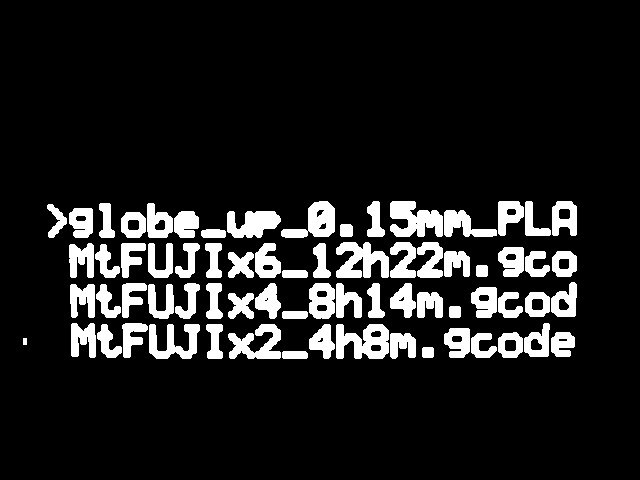 >globe_up_0.15mm_PLA
MtFUJIx6_12h22m.gco
MtFUJIx4_8h14m.gcod
MtFUJIx2_4h8m.gcode